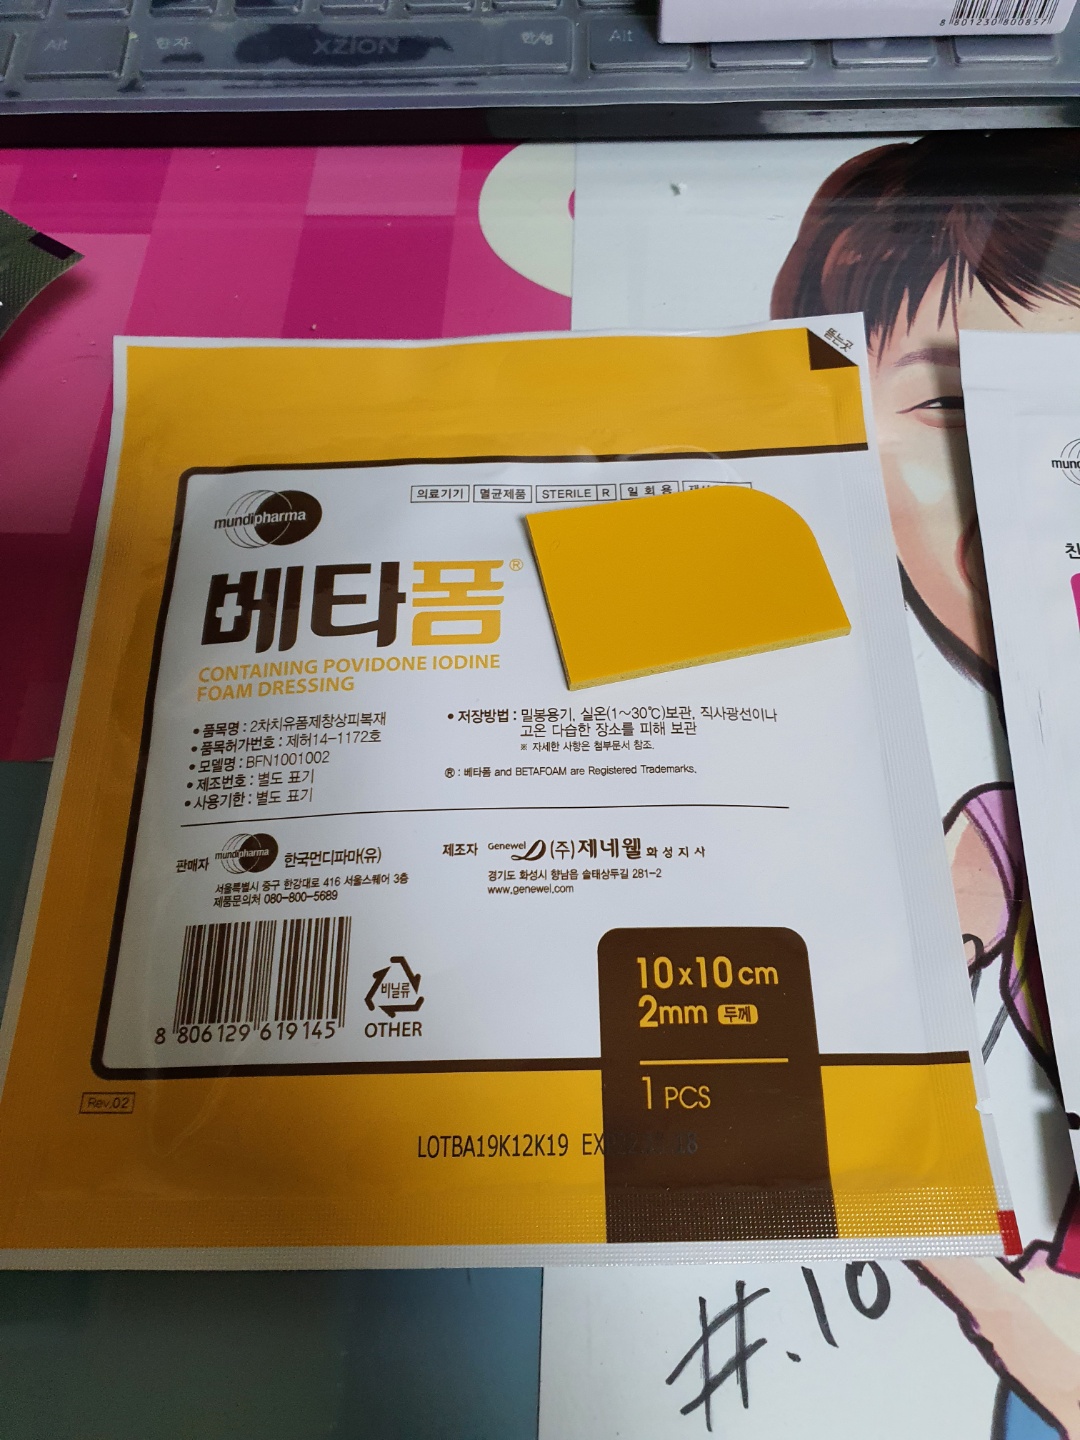 Alt
한자
XZION
한/영
Alt
8 801230 800857
뜯는곳
mundipharma
의료기기 멸균제품 STERILE R 일회용
베타폼®
CONTAINING POVIDONE IODINE
FOAM DRESSING
• 품목명 : 2차치유폼제창상피복재
• 품목허가번호 : 제허14-1172호
• 모델명 : BFN1001002
• 제조번호 : 별도 표기
• 사용기한 : 별도 표기
• 저장방법 : 밀봉용기, 실온(1~30℃)보관, 직사광선이나
고온 다습한 장소를 피해 보관
※ 자세한 사항은 첨부문서 참조.
® : 베타폼 and BETAFOAM are Registered Trademarks.
판매자 mundipharma 한국먼디파마(유)
서울특별시 중구 한강대로 416 서울스퀘어 3층
제품문의처 080-800-5689
제조자 Genewel (주)제네웰 화성지사
경기도 화성시 향남읍 솔태상두길 281-2
www.genewel.com
8 806129 619145
비닐류
OTHER
10x10cm
2mm 두께
1 PCS
Rev.02
LOTBA19K12K19 EX
#.10